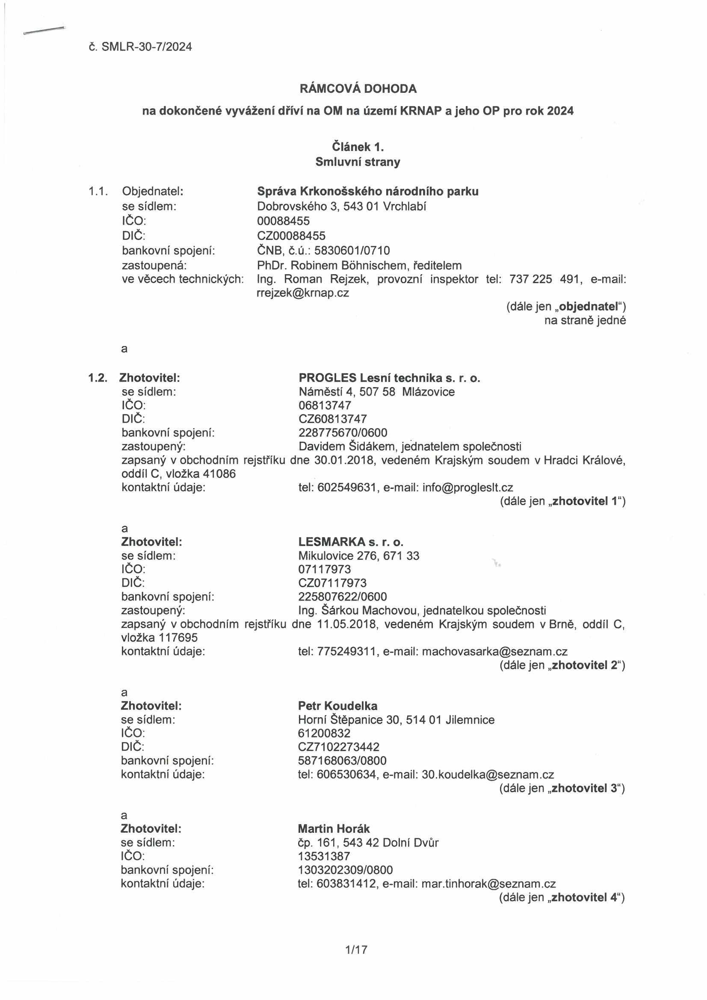 č. SMLR-30-7/2024
RÁMCOVÁ DOHODA
na dokončené vyvážení dříví na OM na území KRNAP a jeho OP pro rok 2024
Článek 1.
Smluvní strany
1.1. Objednatel: Správa Krkonošského národního parku
se sídlem: Dobrovského 3, 543 01 Vrchlabí
IČO: 00088455
DIČ: CZ00088455
bankovní spojení: ČNB, č.ú.: 5830601/0710
zastoupená: PhDr. Robinem Böhnischem, ředitelem
ve věcech technických: Ing. Roman Rejzek, provozní inspektor tel: 737 225 491, e-mail:
rrejzek@krnap.cz
(dále jen „objednatel“)
na straně jedné
a
1.2. Zhotovitel: PROGLES Lesní technika s. r. o.
se sídlem: Náměstí 4, 507 58 Mlázovice
IČO: 06813747
DIČ: CZ60813747
bankovní spojení: 228775670/0600
zastoupený: Davidem Šidákem, jednatelem společnosti
zapsaný v obchodním rejstříku dne 30.01.2018, vedeném Krajským soudem v Hradci Králové,
oddíl C, vložka 41086
kontaktní údaje: tel: 602549631, e-mail: info@progleslt.cz
(dále jen „zhotovitel 1“)
a
Zhotovitel: LESMARKA s. r. o.
se sídlem: Mikulovice 276, 671 33
IČO: 07117973
DIČ: CZ07117973
bankovní spojení: 225807622/0600
zastoupený: Ing. Šárkou Machovou, jednatelkou společnosti
zapsaný v obchodním rejstříku dne 11.05.2018, vedeném Krajským soudem v Brně, oddíl C,
vložka 117695
kontaktní údaje: tel: 775249311, e-mail: machovasarka@seznam.cz
(dále jen „zhotovitel 2“)
a
Zhotovitel: Petr Koudelka
se sídlem: Horní Štěpanice 30, 514 01 Jilemnice
IČO: 61200832
DIČ: CZ7102273442
bankovní spojení: 587168063/0800
kontaktní údaje: tel: 606530634, e-mail: 30.koudelka@seznam.cz
(dále jen „zhotovitel 3“)
a
Zhotovitel: Martin Horák
se sídlem: čp. 161, 543 42 Dolní Dvůr
IČO: 13531387
bankovní spojení: 1303202309/0800
kontaktní údaje: tel: 603831412, e-mail: mar.tinhorak@seznam.cz
(dále jen „zhotovitel 4“)
1/17